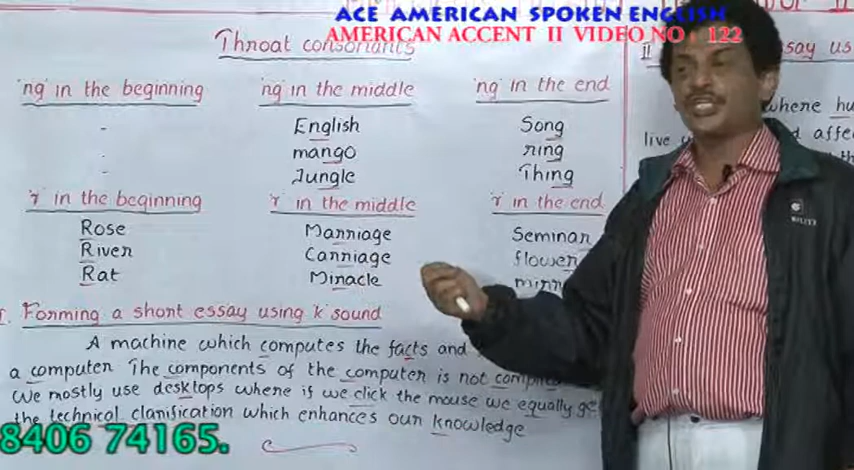 ACE AMERICAN SPOKEN ENGLISH
AMERICAN ACCENT II VIDEO NO : 122
Throat consonants
'ng' in the beginning
-
-
-
'ng' in the middle
English
mango
Jungle
'ng' in the end
Song
ring
Thing
'r' in the beginning
Rose
River
Rat
'r' in the middle
Marriage
Carriage
Miracle
'r' in the end
Seminar
flower
Forming a short essay using 'k' sound
A machine which computes the facts and
a computer The components of the computer is not
We mostly use desktops where if we click the mouse we equally
the technical clarification which enhances our knowledge
II
say us
where
live
affe
8406 74165.
UNILITY